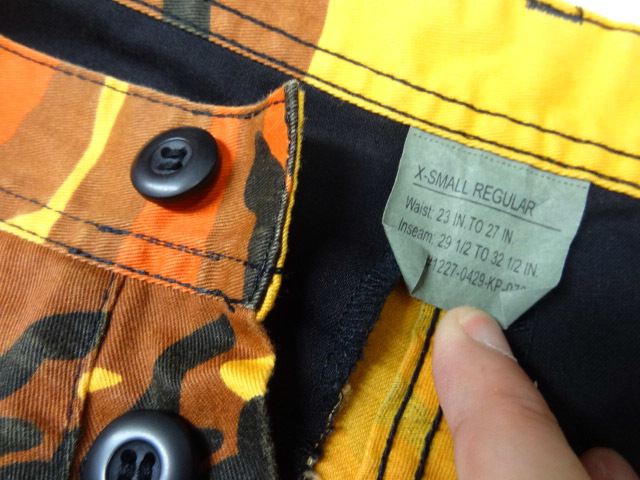 X-SMALL REGULAR
Waist: 23 IN. TO 27 IN.
Inseam: 29 1/2 TO 32 1/2 IN.